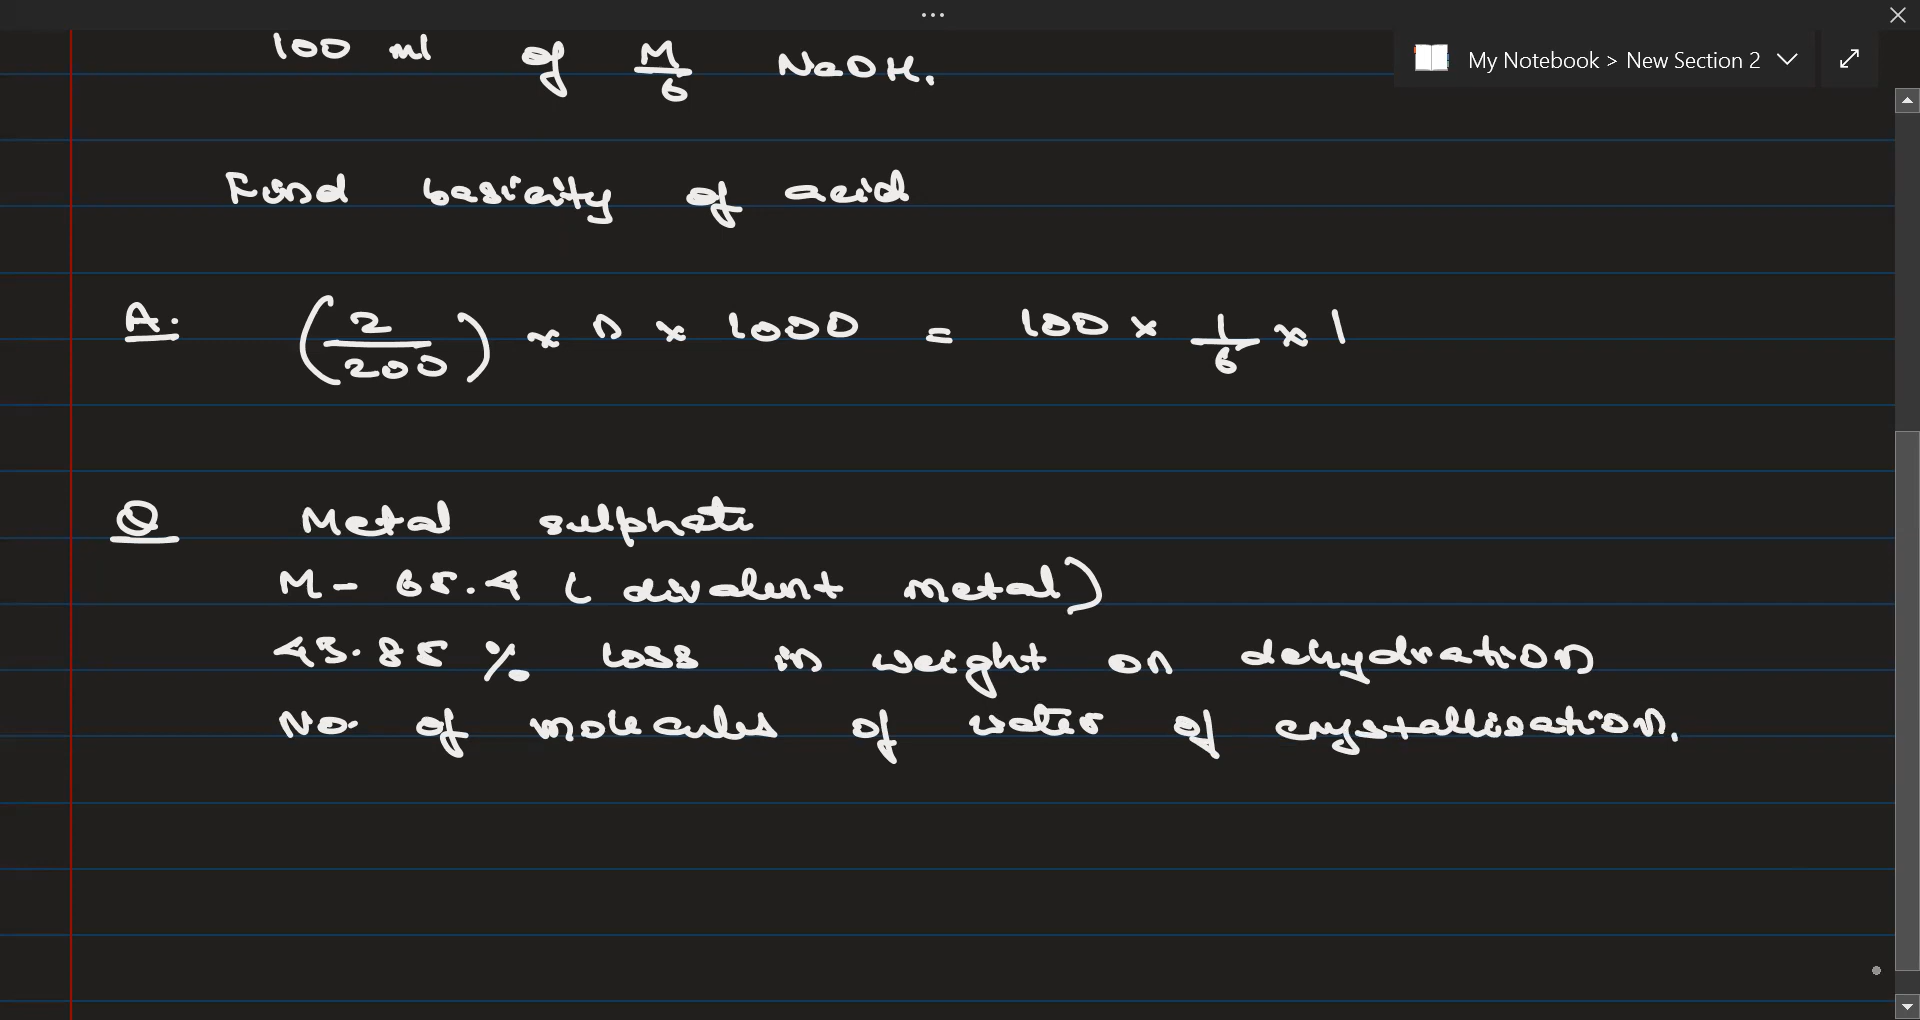 ...
My Notebook > New Section 2
100 ml of M/6 NaOH.
Find basicity of acid
A: (2/200) × n × 1000 = 100 × 1/6 × 1
Q Metal sulphate
M - 65.4 (divalent metal)
43.85 % loss in weight on dehydration
No. of molecules of water of crystallisation.